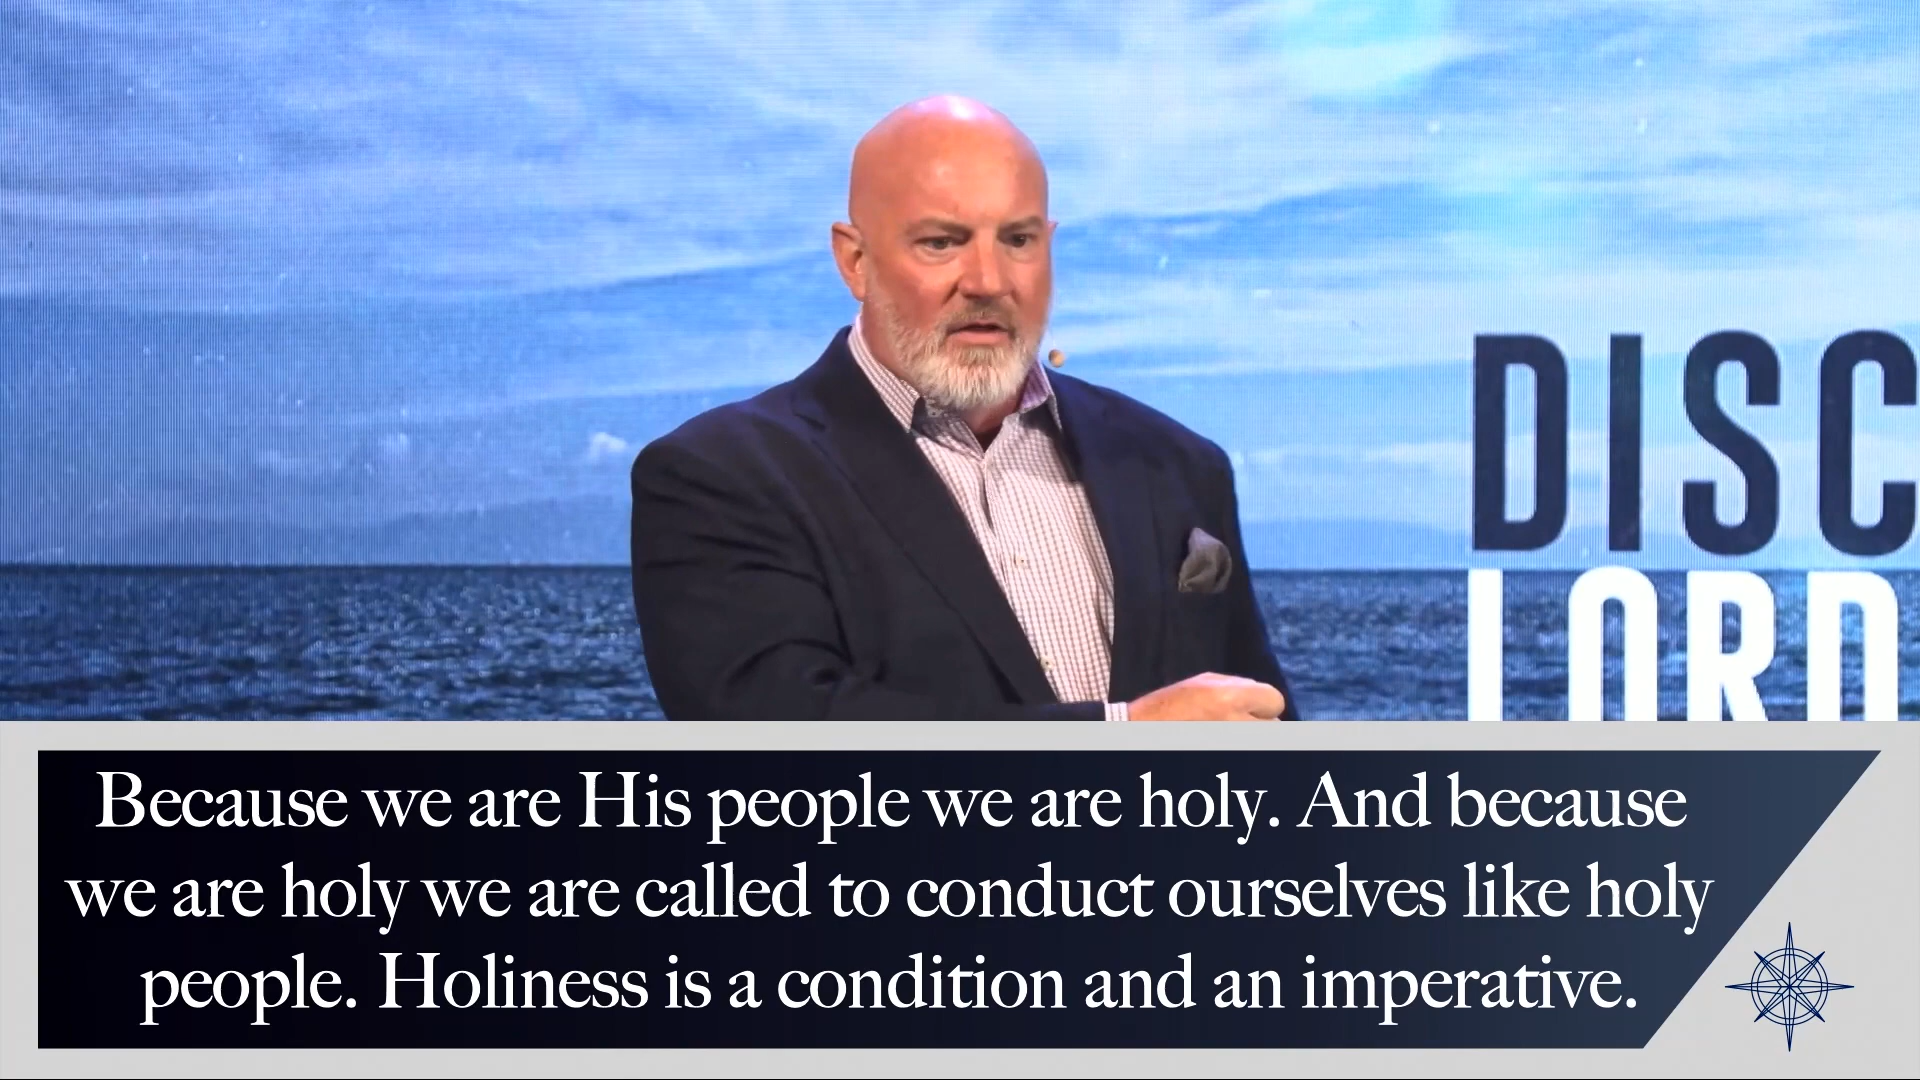 DISC
LORD
Because we are His people we are holy. And because
we are holy we are called to conduct ourselves like holy
people. Holiness is a condition and an imperative.